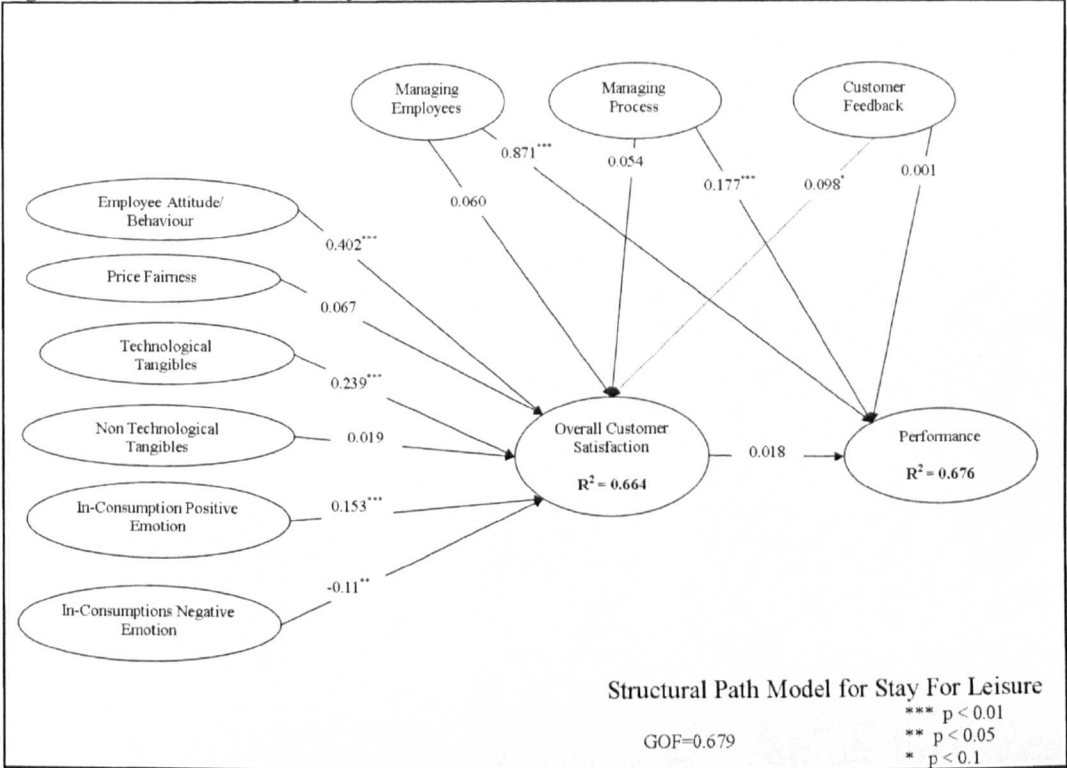 Managing
Employees
Managing
Process
Customer
Feedback
0.871***
0.054
0.177***
0.098*
0.001
0.060
Employee Attitude/
Behaviour
0.402***
Price Fairness
0.067
Technological
Tangibles
0.239***
Non Technological
Tangibles
0.019
Overall Customer
Satisfaction
R² = 0.664
0.018
Performance
R² = 0.676
In-Consumption Positive
Emotion
0.153***
-0.11**
In-Consumptions Negative
Emotion
Structural Path Model for Stay For Leisure
*** p < 0.01
** p < 0.05
* p < 0.1
GOF=0.679